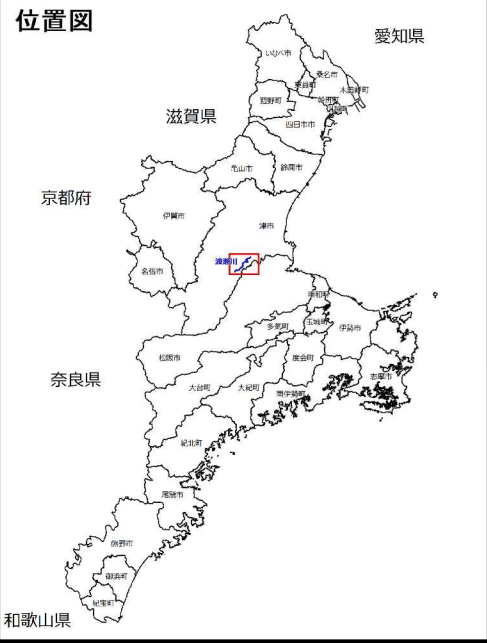 位置図
愛知県
いなべ市
桑名市
東員町
木曽岬町
菰野町
朝日町
川越町
四日市市
滋賀県
亀山市
鈴鹿市
京都府
伊賀市
津市
波瀬川
名張市
明和町
多気町
玉城町
伊勢市
松阪市
度会町
奈良県
志摩市
大台町
大紀町
南伊勢町
紀北町
尾鷲市
熊野市
御浜町
紀宝町
和歌山県